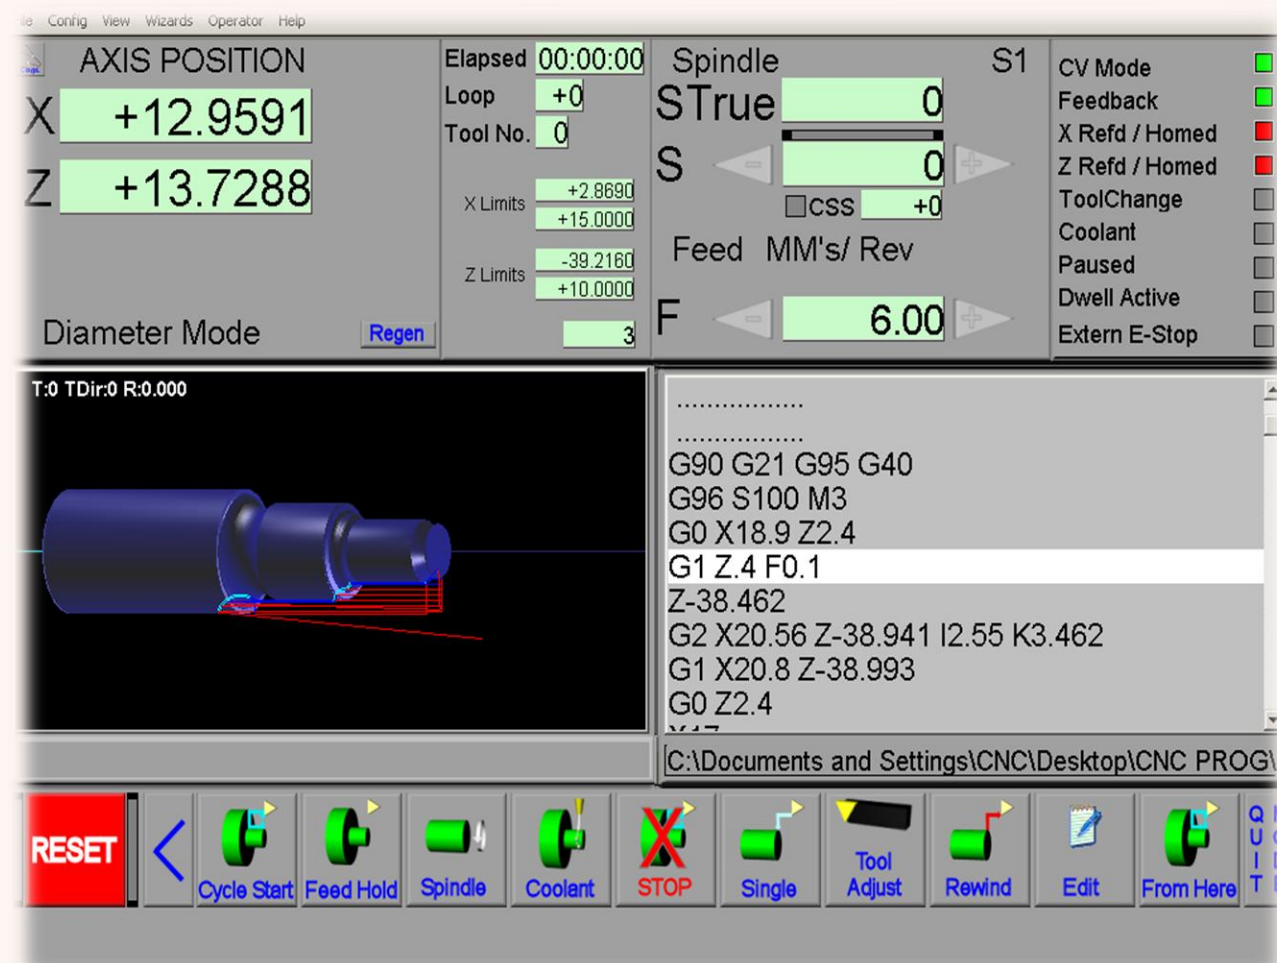 Config View Wizards Operator Help
AXIS POSITION
X +12.9591
Z +13.7288
Diameter Mode Regen
Elapsed 00:00:00
Loop +0
Tool No. 0
X Limits +2.8690
+15.0000
Z Limits -39.2160
+10.0000
3
Spindle S1
STrue 0
S 0
CSS +0
Feed MM's/ Rev
F 6.00
CV Mode
Feedback
X Refd / Homed
Z Refd / Homed
ToolChange
Coolant
Paused
Dwell Active
Extern E-Stop
T:0 TDir:0 R:0.000
.................
.................
G90 G21 G95 G40
G96 S100 M3
G0 X18.9 Z2.4
G1 Z.4 F0.1
Z-38.462
G2 X20.56 Z-38.941 I2.55 K3.462
G1 X20.8 Z-38.993
G0 Z2.4
C:\Documents and Settings\CNC\Desktop\CNC PROG\
RESET
Cycle Start
Feed Hold
Spindle
Coolant
STOP
Single
Tool
Adjust
Rewind
Edit
From Here
QUIT